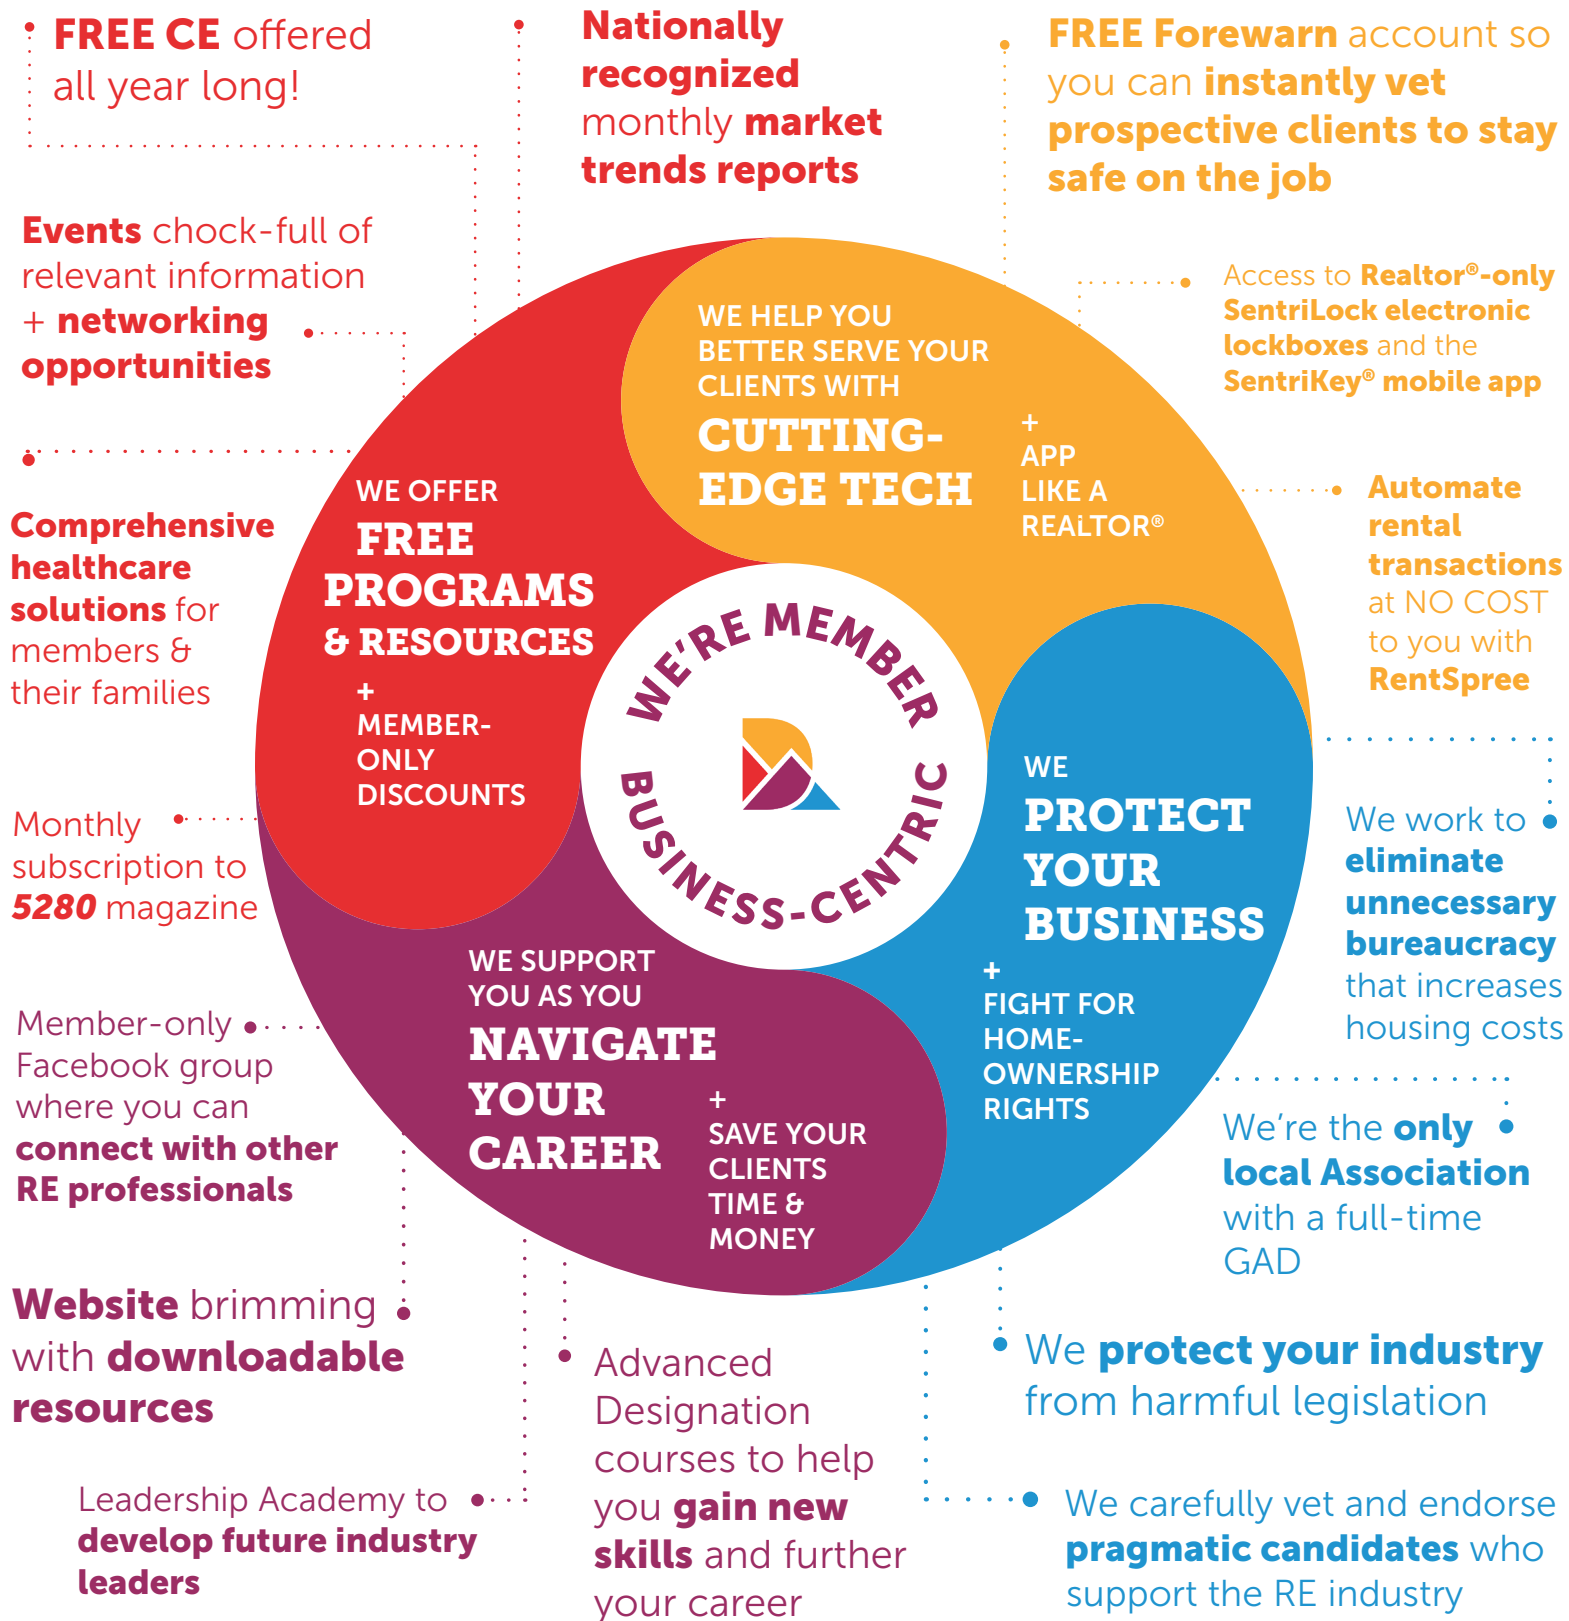 FREE CE offered
all year long!
Nationally
recognized
monthly market
trends reports
FREE Forewarn account so
you can instantly vet
prospective clients to stay
safe on the job
Events chock-full of
relevant information
+ networking
opportunities
Access to Realtor®-only
SentriLock electronic
lockboxes and the
SentriKey® mobile app
Comprehensive
healthcare
solutions for
members &
their families
Automate
rental
transactions
at NO COST
to you with
RentSpree
Monthly
subscription to
5280 magazine
WE OFFER
FREE
PROGRAMS
& RESOURCES
+
MEMBER-
ONLY
DISCOUNTS
WE HELP YOU
BETTER SERVE YOUR
CLIENTS WITH
CUTTING-
EDGE TECH
+
APP
LIKE A
REALTOR®
WE'RE MEMBER
BUSINESS-CENTRIC
WE
PROTECT
YOUR
BUSINESS
+
FIGHT FOR
HOME-
OWNERSHIP
RIGHTS
WE SUPPORT
YOU AS YOU
NAVIGATE
YOUR
CAREER
+
SAVE YOUR
CLIENTS
TIME &
MONEY
We work to
eliminate
unnecessary
bureaucracy
that increases
housing costs
Member-only
Facebook group
where you can
connect with other
RE professionals
We're the only
local Association
with a full-time
GAD
Website brimming
with downloadable
resources
We protect your industry
from harmful legislation
Leadership Academy to
develop future industry
leaders
Advanced
Designation
courses to help
you gain new
skills and further
your career
We carefully vet and endorse
pragmatic candidates who
support the RE industry